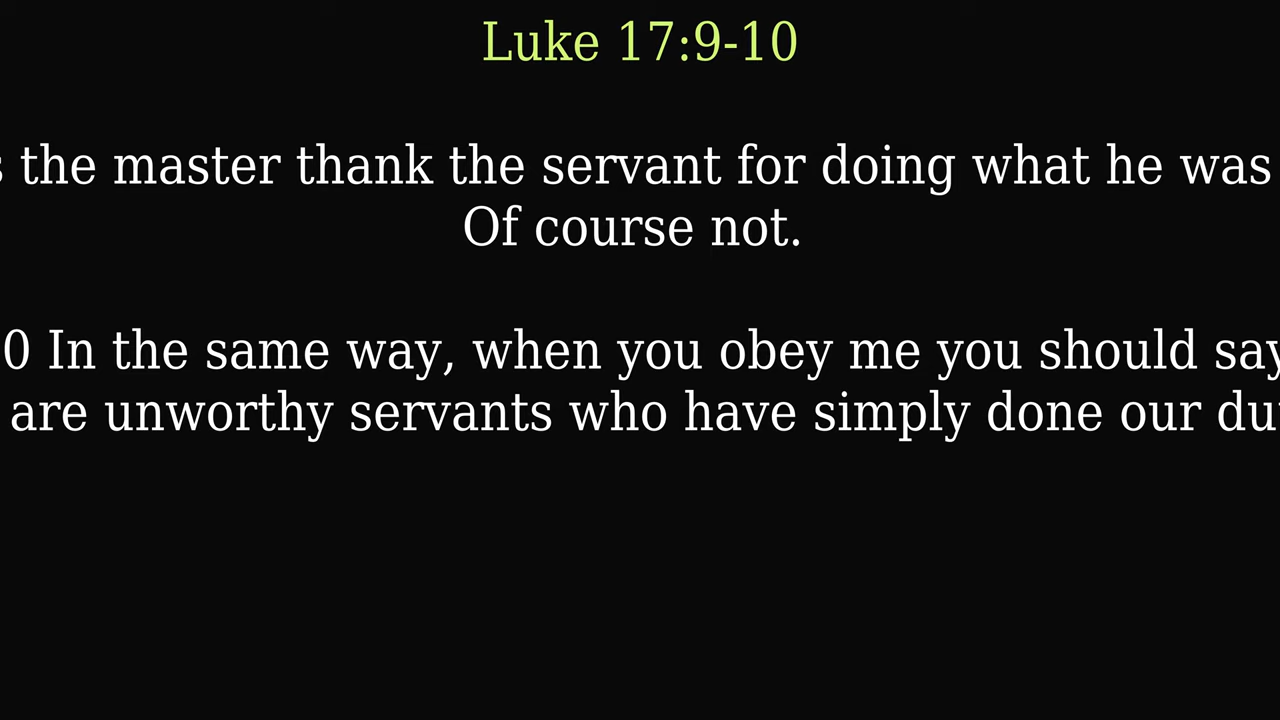 Luke 17:9-10
the master thank the servant for doing what he was
Of course not.
0 In the same way, when you obey me you should say
are unworthy servants who have simply done our